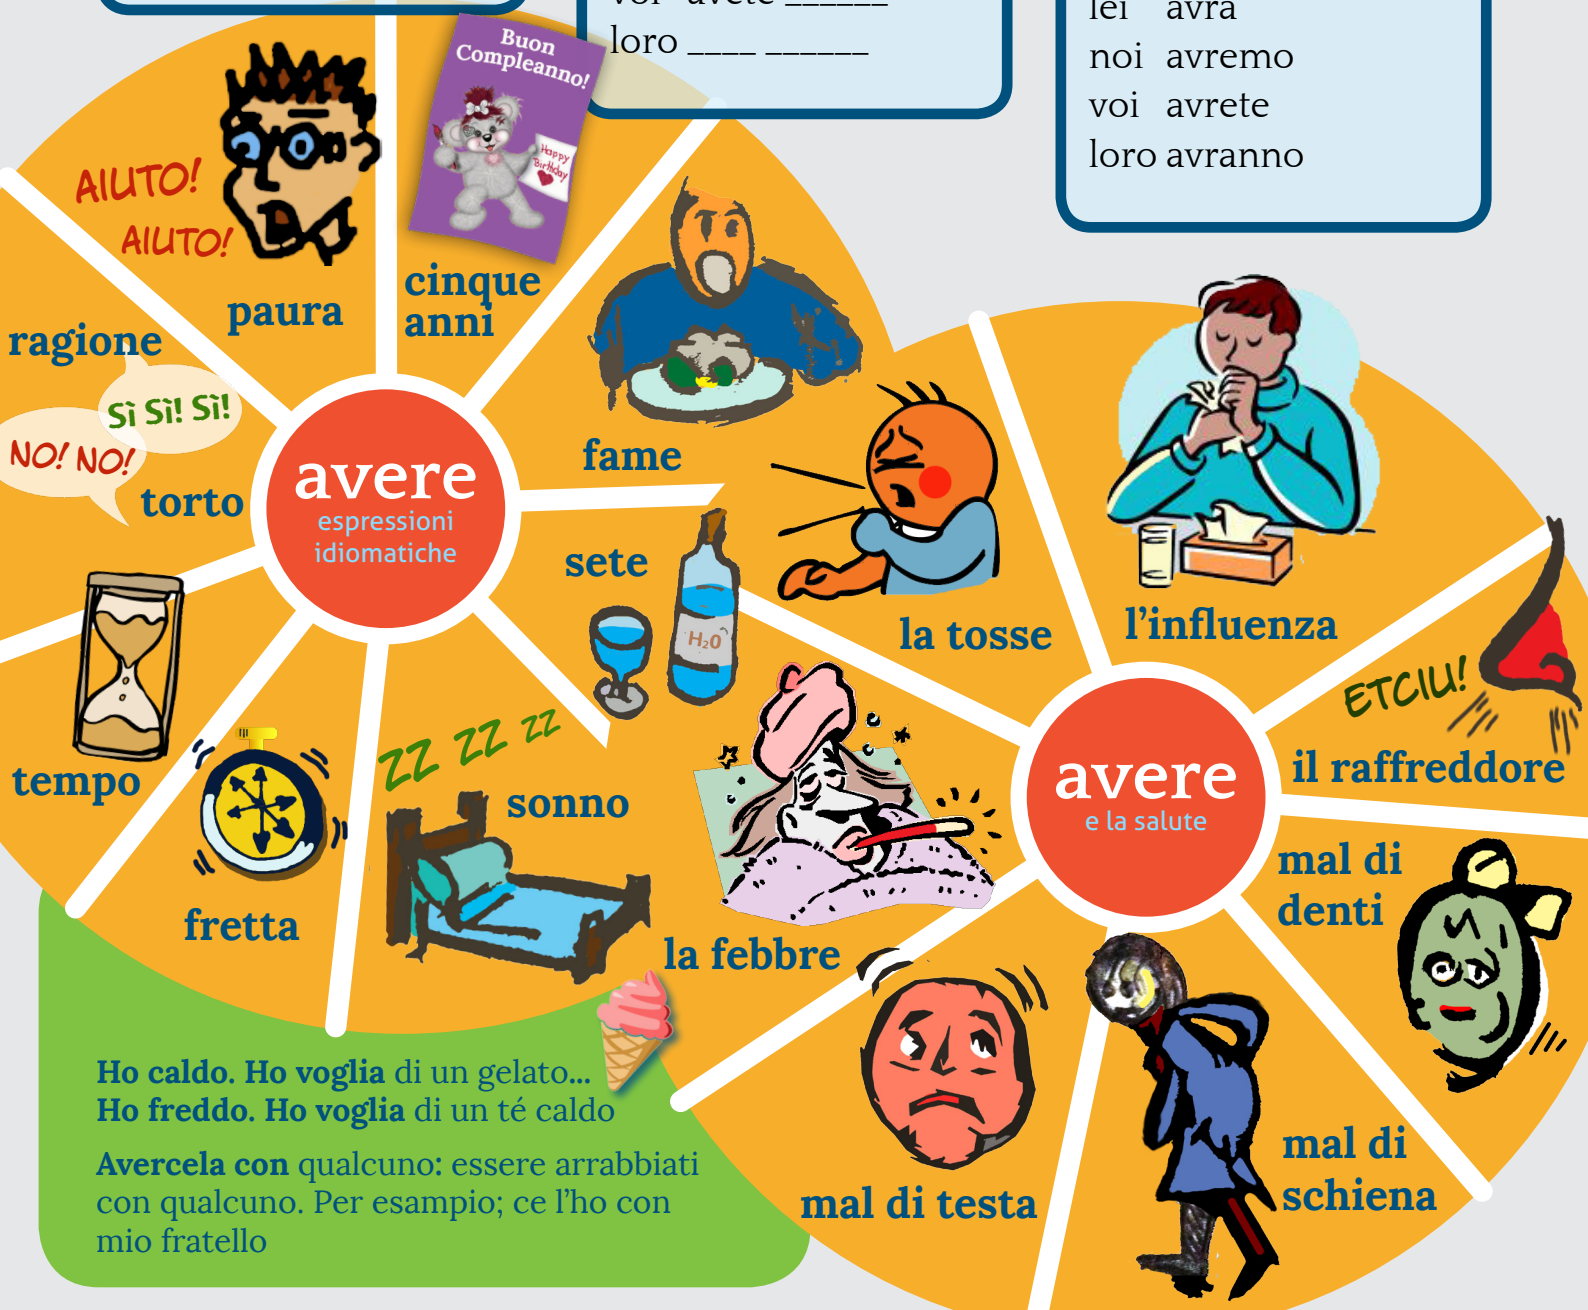 voi avete ______
loro ____ ______
lei avrà
noi avremo
voi avrete
loro avranno
Buon
Compleanno!
Happy
Birthday
AIUTO!
AIUTO!
paura
cinque
anni
ragione
Sì Sì! Sì!
NO! NO!
torto
avere
espressioni
idiomatiche
fame
sete
H₂0
tempo
fretta
ZZ ZZ ZZ
sonno
la tosse
l'influenza
ETCIU!
il raffreddore
avere
e la salute
mal di
denti
la febbre
mal di testa
mal di
schiena
Ho caldo. Ho voglia di un gelato...
Ho freddo. Ho voglia di un té caldo
Avercela con qualcuno: essere arrabbiati
con qualcuno. Per esampio; ce l'ho con
mio fratello